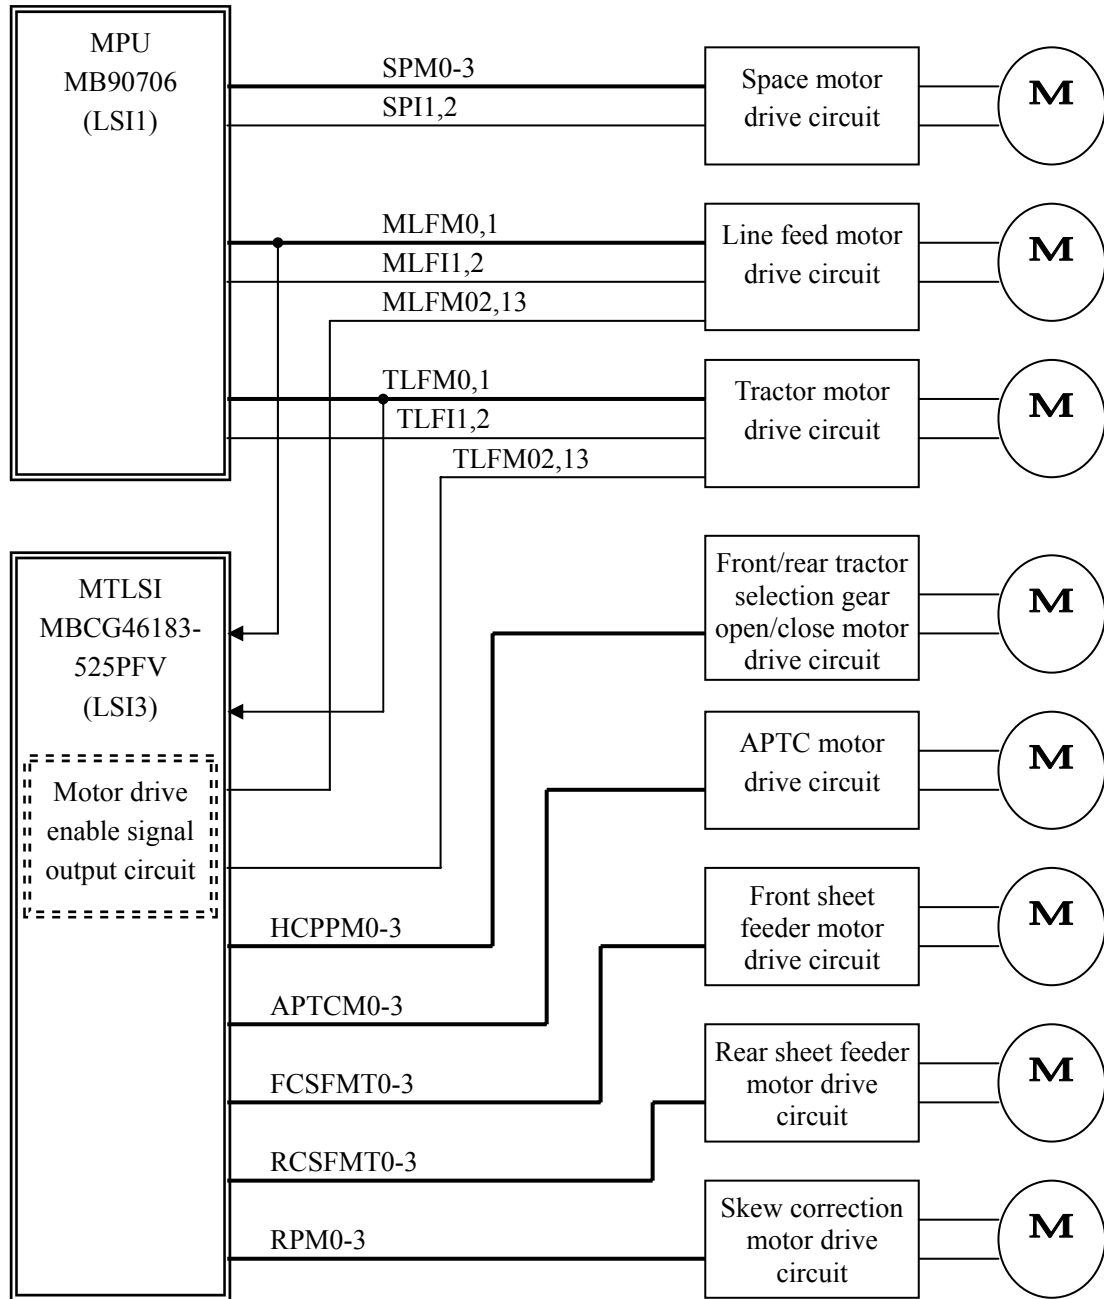 MPU
MB90706
(LSI1)
SPM0-3
SPI1,2
Space motor
drive circuit
M
MLFM0,1
MLFI1,2
MLFM02,13
Line feed motor
drive circuit
M
TLFM0,1
TLFI1,2
TLFM02,13
Tractor motor
drive circuit
M
MTLSI
MBCG46183-
525PFV
(LSI3)
Motor drive
enable signal
output circuit
Front/rear tractor
selection gear
open/close motor
drive circuit
M
APTC motor
drive circuit
M
HCPPM0-3
Front sheet
feeder motor
drive circuit
M
APTCM0-3
FCSFMT0-3
Rear sheet feeder
motor drive
circuit
M
RCSFMT0-3
RPM0-3
Skew correction
motor drive
circuit
M